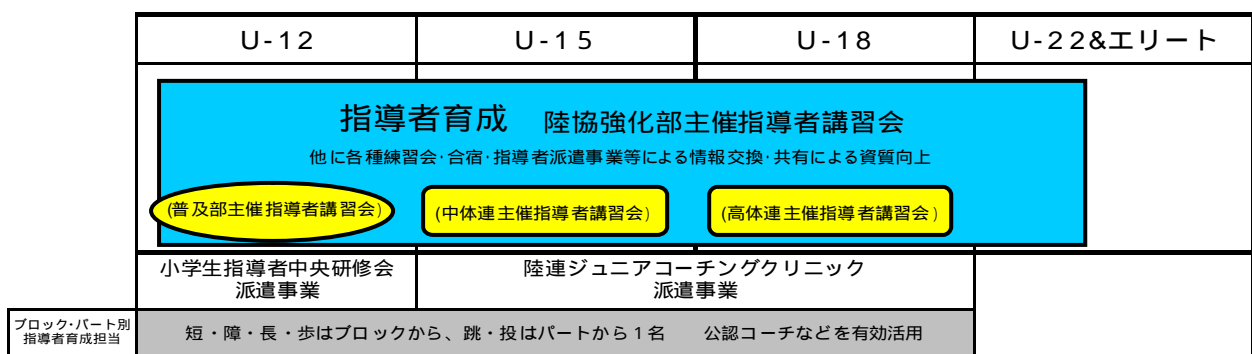 U-12 U-15 U-18 U-22&エリート
指導者育成 陸協強化部主催指導者講習会
他に各種練習会・合宿・指導者派遣事業等による情報交換・共有による資質向上
(普及部主催指導者講習会) (中体連主催指導者講習会) (高体連主催指導者講習会)
小学生指導者中央研修会 陸連ジュニアコーチングクリニック
派遣事業 派遣事業
ブロック・パート別
指導者育成担当
短・障・長・歩はブロックから、跳・投はパートから1名 公認コーチなどを有効活用